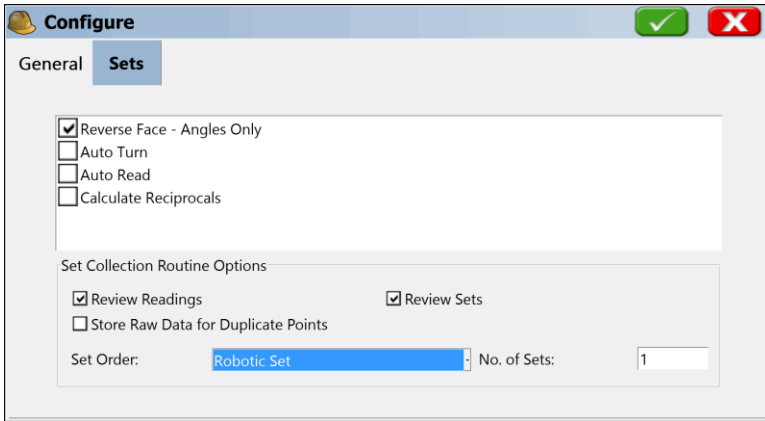 Configure
General Sets
Reverse Face - Angles Only
Auto Turn
Auto Read
Calculate Reciprocals
Set Collection Routine Options
Review Readings Review Sets
Store Raw Data for Duplicate Points
Set Order: Robotic Set No. of Sets: 1